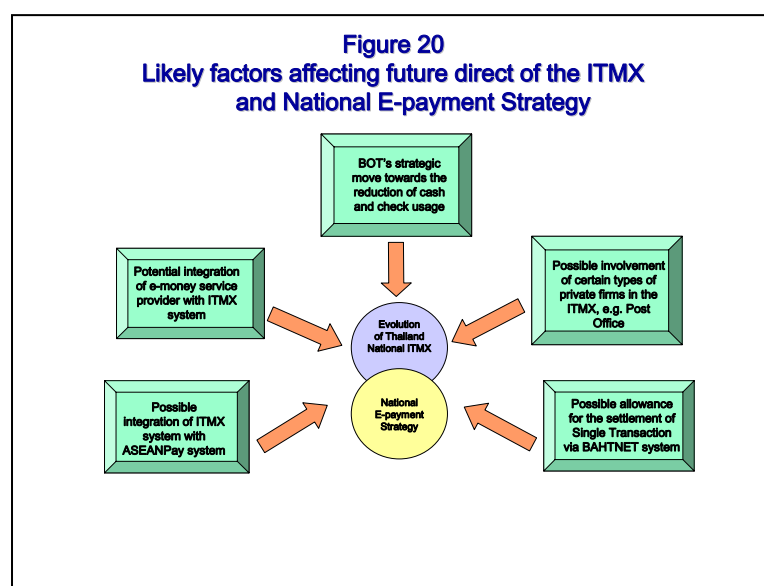 Figure 20
Likely factors affecting future direct of the ITMX
and National E-payment Strategy
BOT's strategic
move towards the
reduction of cash
and check usage
Potential integration
of e-money service
provider with ITMX
system
Possible involvement
of certain types of
private firms in the
ITMX, e.g. Post
Office
Evolution
of Thailand
National ITMX
National
E-payment
Strategy
Possible
integration of ITMX
system with
ASEANPay system
Possible allowance
for the settlement of
Single Transaction
via BAHTNET system